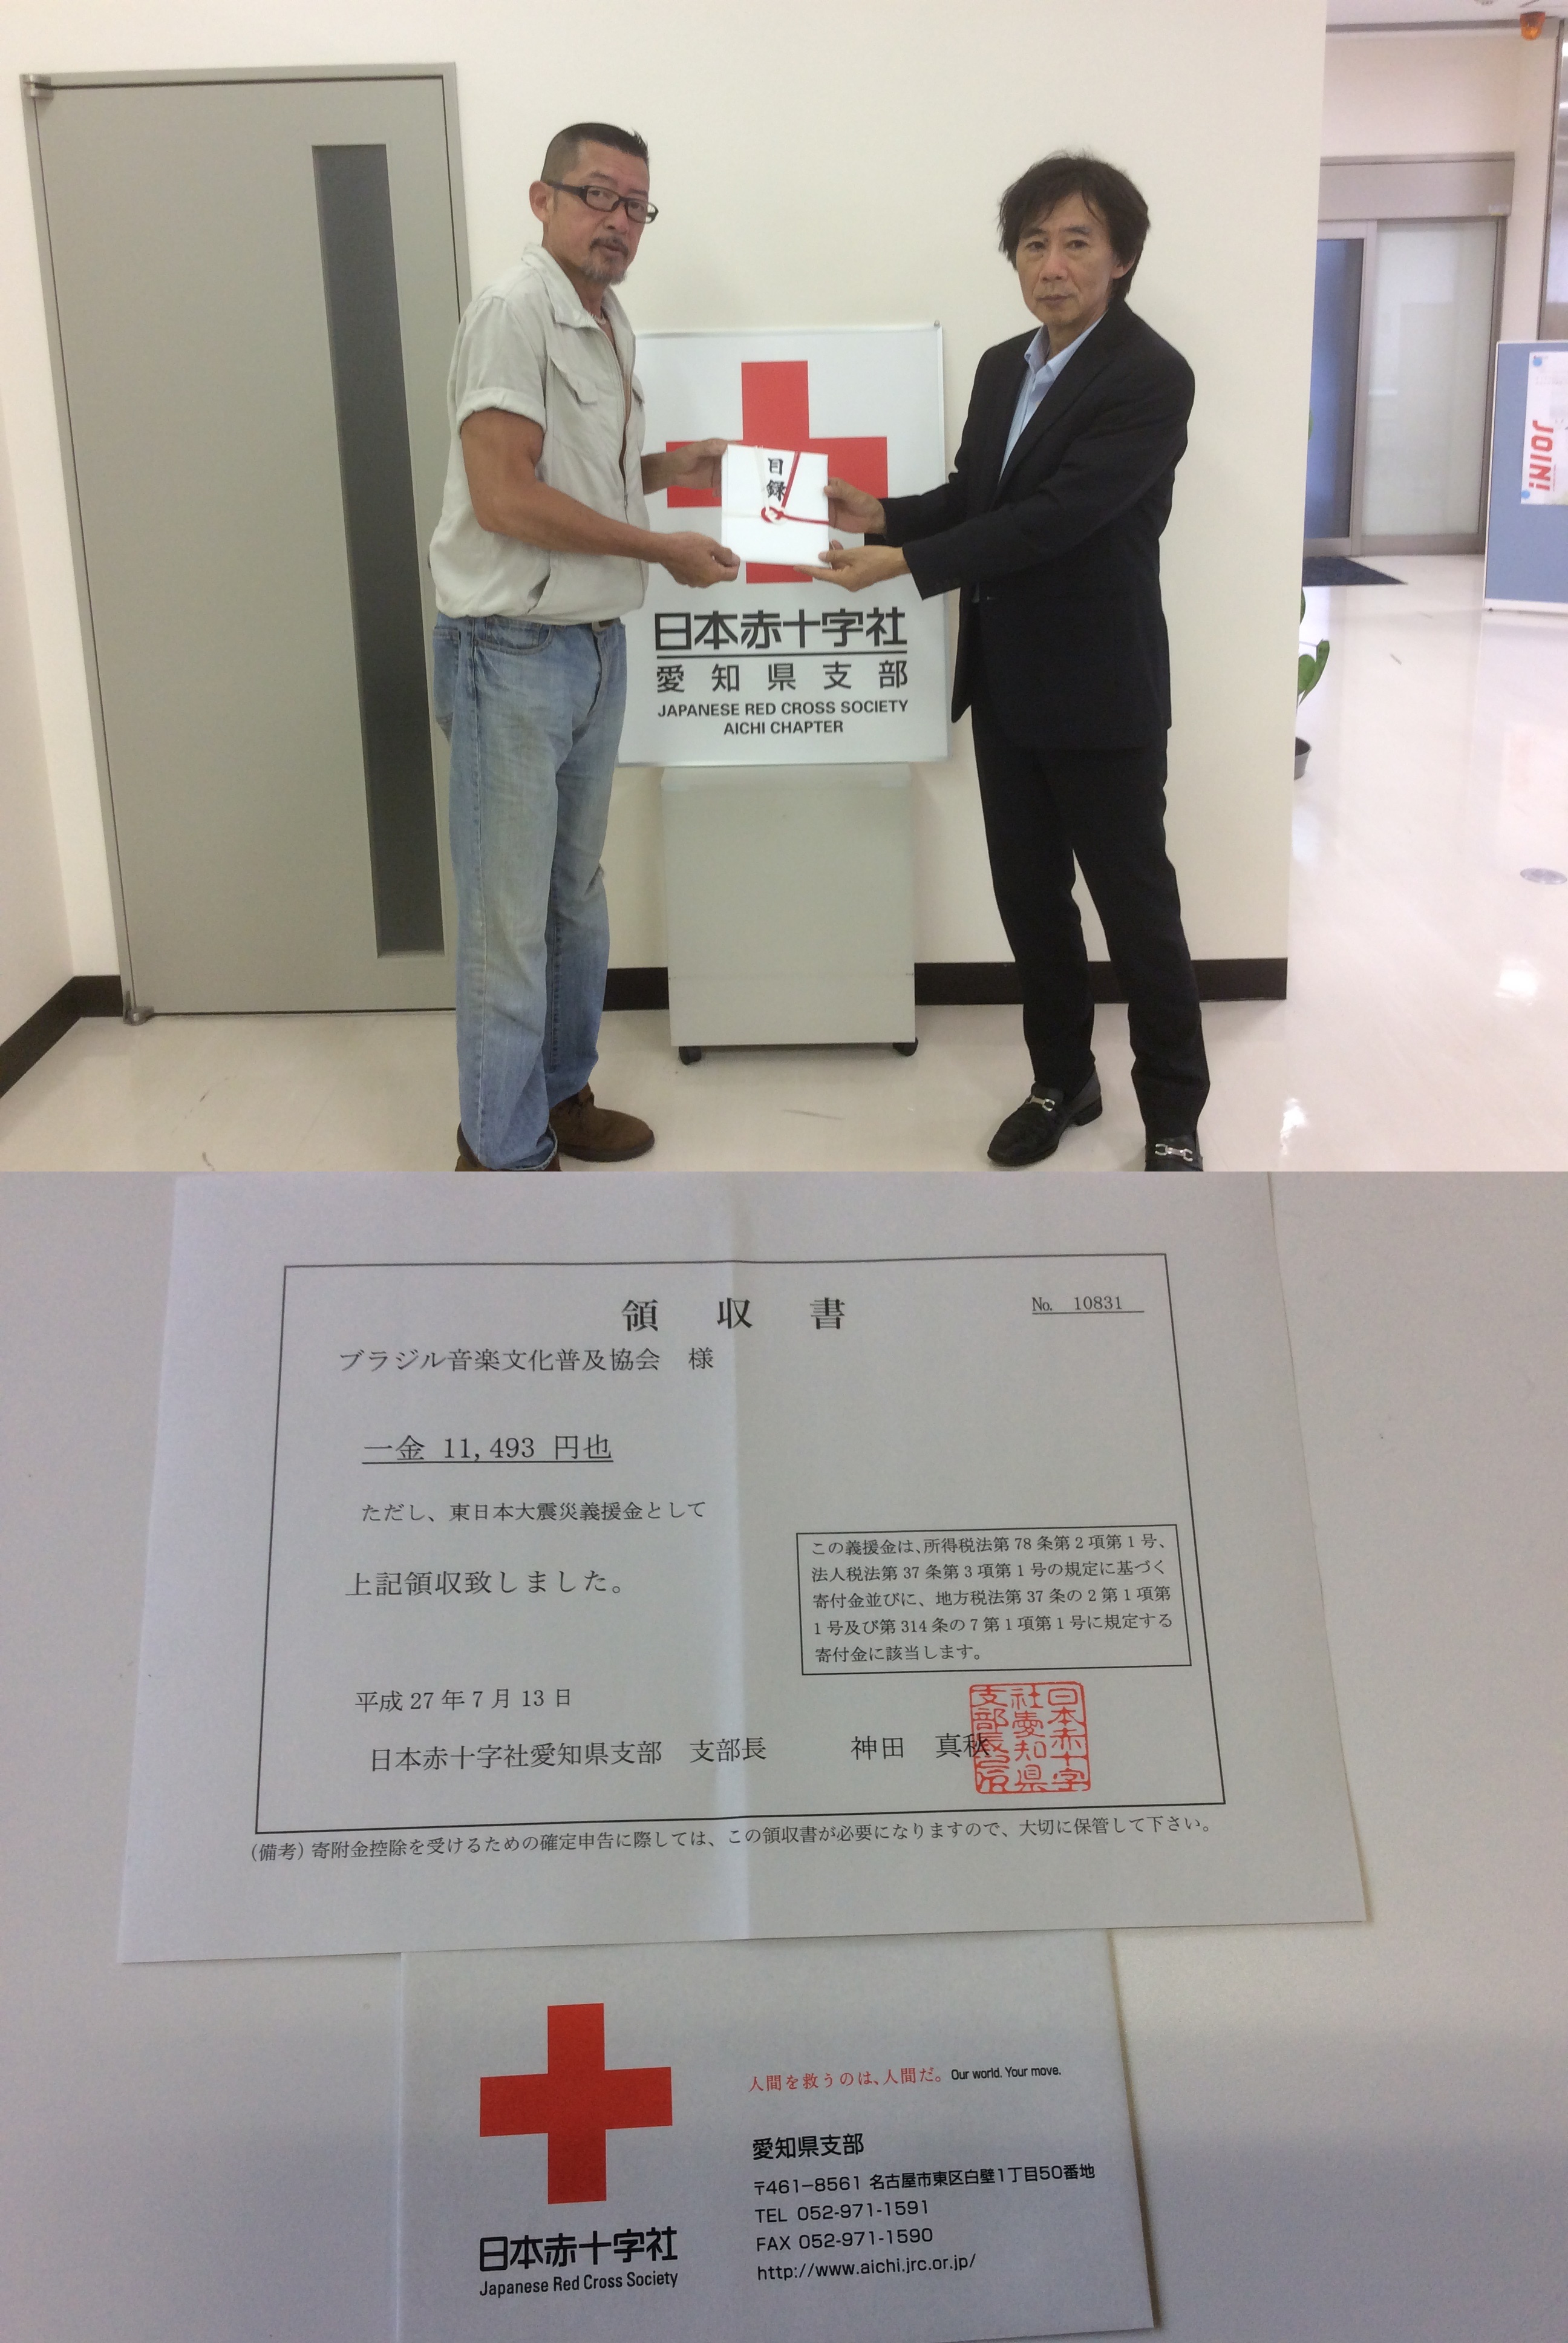 目録
日本赤十字社
愛知県支部
JAPANESE RED CROSS SOCIETY
AICHI CHAPTER
JOIN!
領収書
No. 10831
ブラジル音楽文化普及協会 様
一金 11,493 円也
ただし、東日本大震災義援金として
上記領収致しました。
この義援金は、所得税法第78条第2項第1号、
法人税法第37条第3項第1号の規定に基づく
寄付金並びに、地方税法第37条の2第1項第
1号及び第314条の7第1項第1号に規定する
寄付金に該当します。
平成27年7月13日
日本赤十字社愛知県支部 支部長 神田 真秋
日本赤十字
社愛知県
支部長印
(備考)寄附金控除を受けるための確定申告に際しては、この領収書が必要になりますので、大切に保管して下さい。
人間を救うのは、人間だ。 Our world. Your move.
愛知県支部
〒461-8561 名古屋市東区白壁1丁目50番地
TEL 052-971-1591
FAX 052-971-1590
http://www.aichi.jrc.or.jp/
日本赤十字社
Japanese Red Cross Society